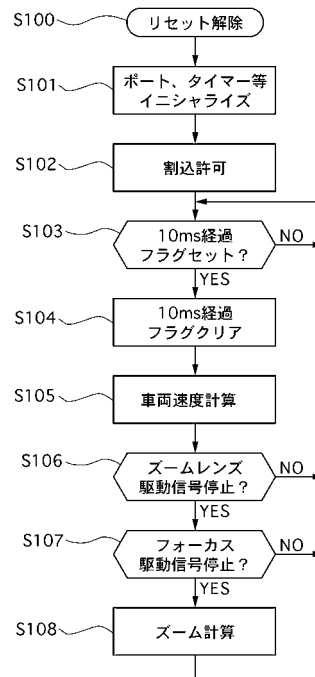 S100
リセット解除
S101
ポート、タイマー等
イニシャライズ
S102
割込許可
S103
10ms経過
フラグセット？
NO
YES
S104
10ms経過
フラグクリア
S105
車両速度計算
S106
ズームレンズ
駆動信号停止？
NO
YES
S107
フォーカス
駆動信号停止？
NO
YES
S108
ズーム計算